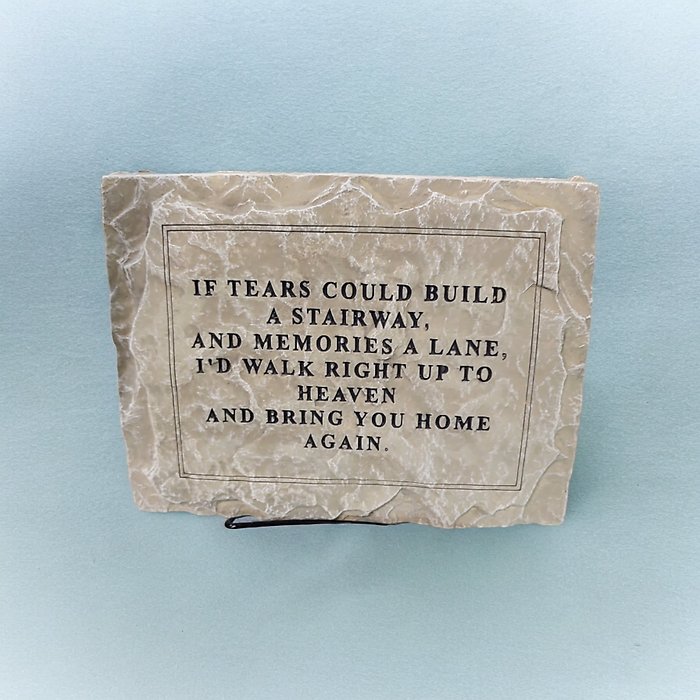 IF TEARS COULD BUILD
A STAIRWAY,
AND MEMORIES A LANE,
I'D WALK RIGHT UP TO
HEAVEN
AND BRING YOU HOME
AGAIN.